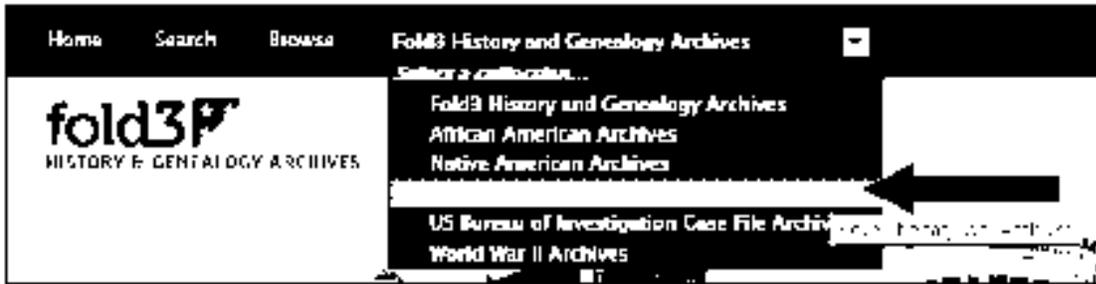 Home Search Browse Fold3 History and Genealogy Archives
Select a collection...
Fold3 History and Genealogy Archives
African American Archives
Native American Archives
US Bureau of Investigation Case File Archiv
World War II Archives
fold3
HISTORY & GENEALOGY ARCHIVES